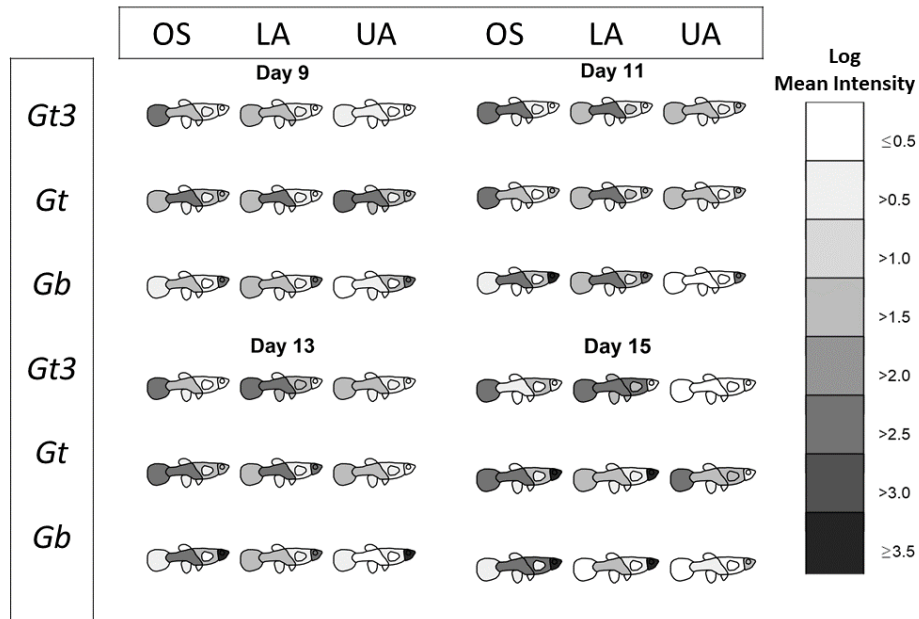 OS LA UA OS LA UA
Day 9 Day 11
Gt3
Gt
Gb
Day 13 Day 15
Gt3
Gt
Gb
Log
Mean Intensity
≤0.5
>0.5
>1.0
>1.5
>2.0
>2.5
>3.0
≥3.5